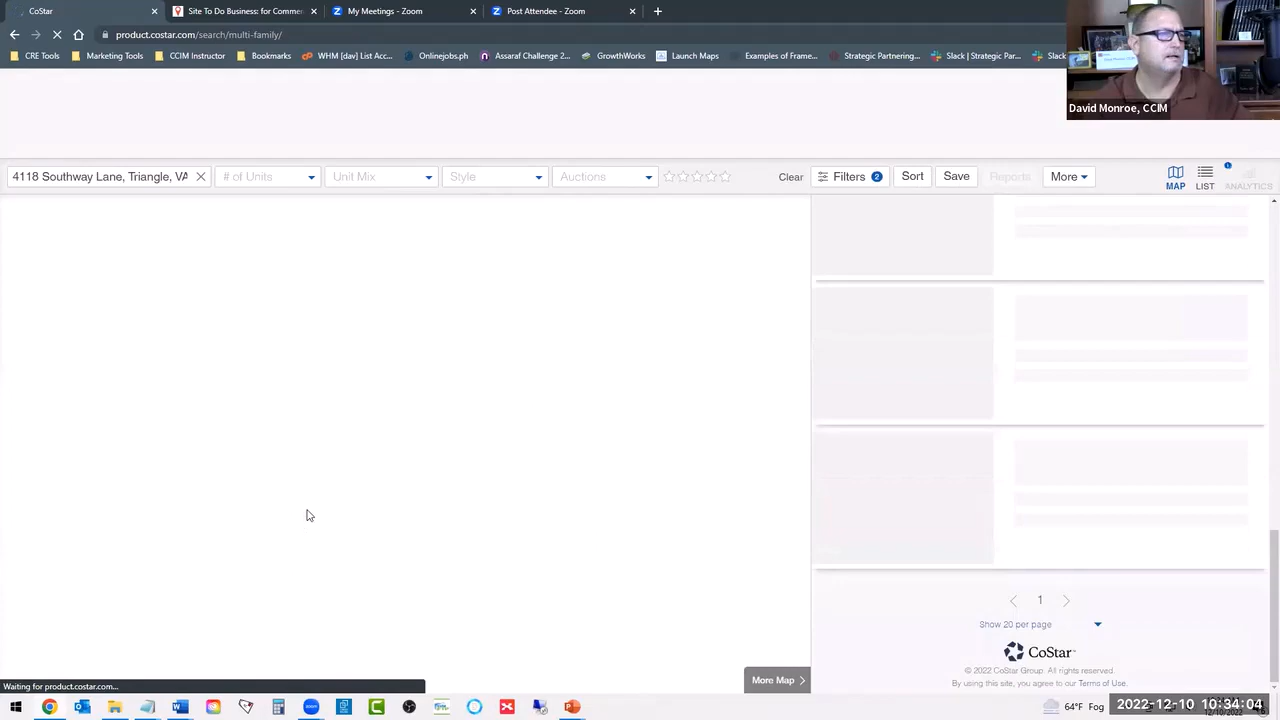 CoStar
Site To Do Business: for Comme
My Meetings - Zoom
Post Attendee - Zoom
product.costar.com/search/multi-family/
CRE Tools
Marketing Tools
CCIM Instructor
Bookmarks
WHM [dav] List Acc...
Onlinejobs.ph
Assaraf Challenge 2...
GrowthWorks
Launch Maps
Examples of Frame...
Strategic Partnering...
Slack | Strategic Par...
Slack
David Monroe, CCIM
4118 Southway Lane, Triangle, VA
# of Units
Unit Mix
Style
Auctions
Clear
Filters 2
Sort
Save
Reports
More
MAP
LIST
1
ANALYTICS
1
Show 20 per page
CoStar
© 2022 CoStar Group. All rights reserved.
By using this site, you agree to our Terms of Use.
More Map
Waiting for product.costar.com...
64°F Fog
2022-12-10 10:34:04